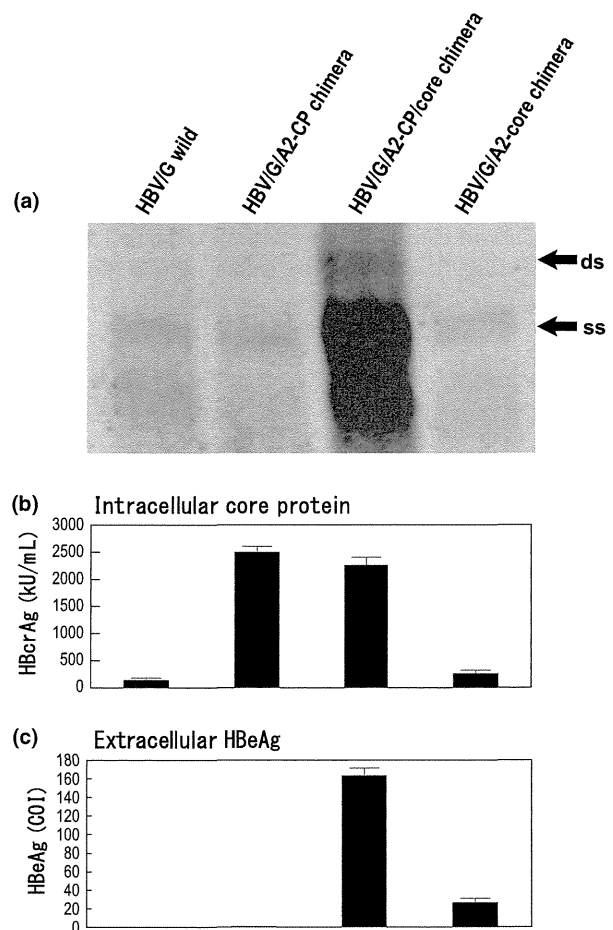 HBV/G wild
HBV/G/A2-CP chimera
HBV/G/A2-CP/core chimera
HBV/G/A2-core chimera
(a)
ds
ss
(b) Intracellular core protein
HBcrAg (kU/mL)
3000
2500
2000
1500
1000
500
0
(c) Extracellular HBeAg
HBeAg (COI)
180
160
140
120
100
80
60
40
20
0